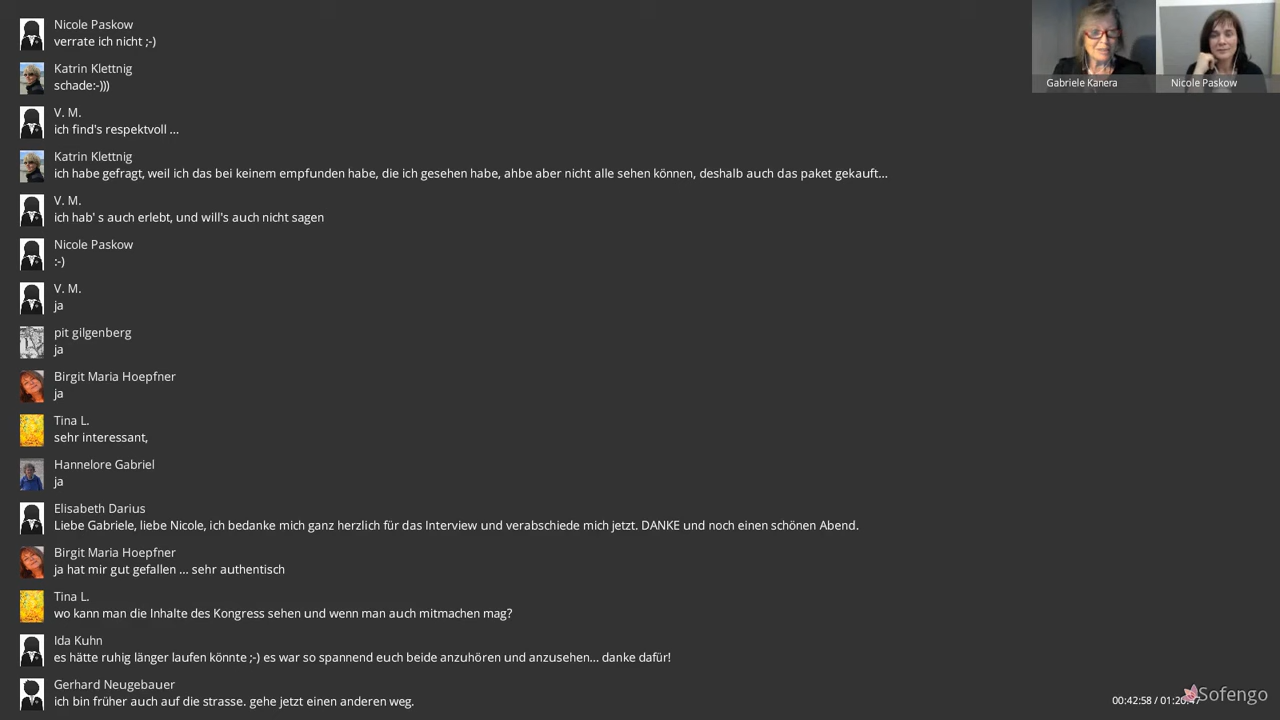 Nicole Paskow
verrate ich nicht ;-)
Katrin Klettnig
schade:-)))
V. M.
ich find's respektvoll ...
Katrin Klettnig
ich habe gefragt, weil ich das bei keinem empfunden habe, die ich gesehen habe, ahbe aber nicht alle sehen können, deshalb auch das paket gekauft...
V. M.
ich hab' s auch erlebt, und will's auch nicht sagen
Nicole Paskow
:-)
V. M.
ja
pit gilgenberg
ja
Birgit Maria Hoepfner
ja
Tina L.
sehr interessant,
Hannelore Gabriel
ja
Elisabeth Darius
Liebe Gabriele, liebe Nicole, ich bedanke mich ganz herzlich für das Interview und verabschiede mich jetzt. DANKE und noch einen schönen Abend.
Birgit Maria Hoepfner
ja hat mir gut gefallen ... sehr authentisch
Tina L.
wo kann man die Inhalte des Kongress sehen und wenn man auch mitmachen mag?
Ida Kuhn
es hätte ruhig länger laufen könnte ;-) es war so spannend euch beide anzuhören und anzusehen... danke dafür!
Gerhard Neugebauer
ich bin früher auch auf die strasse. gehe jetzt einen anderen weg.
Gabriele Kanera
Nicole Paskow
00:42:58 / 01:20:47
Sofengo